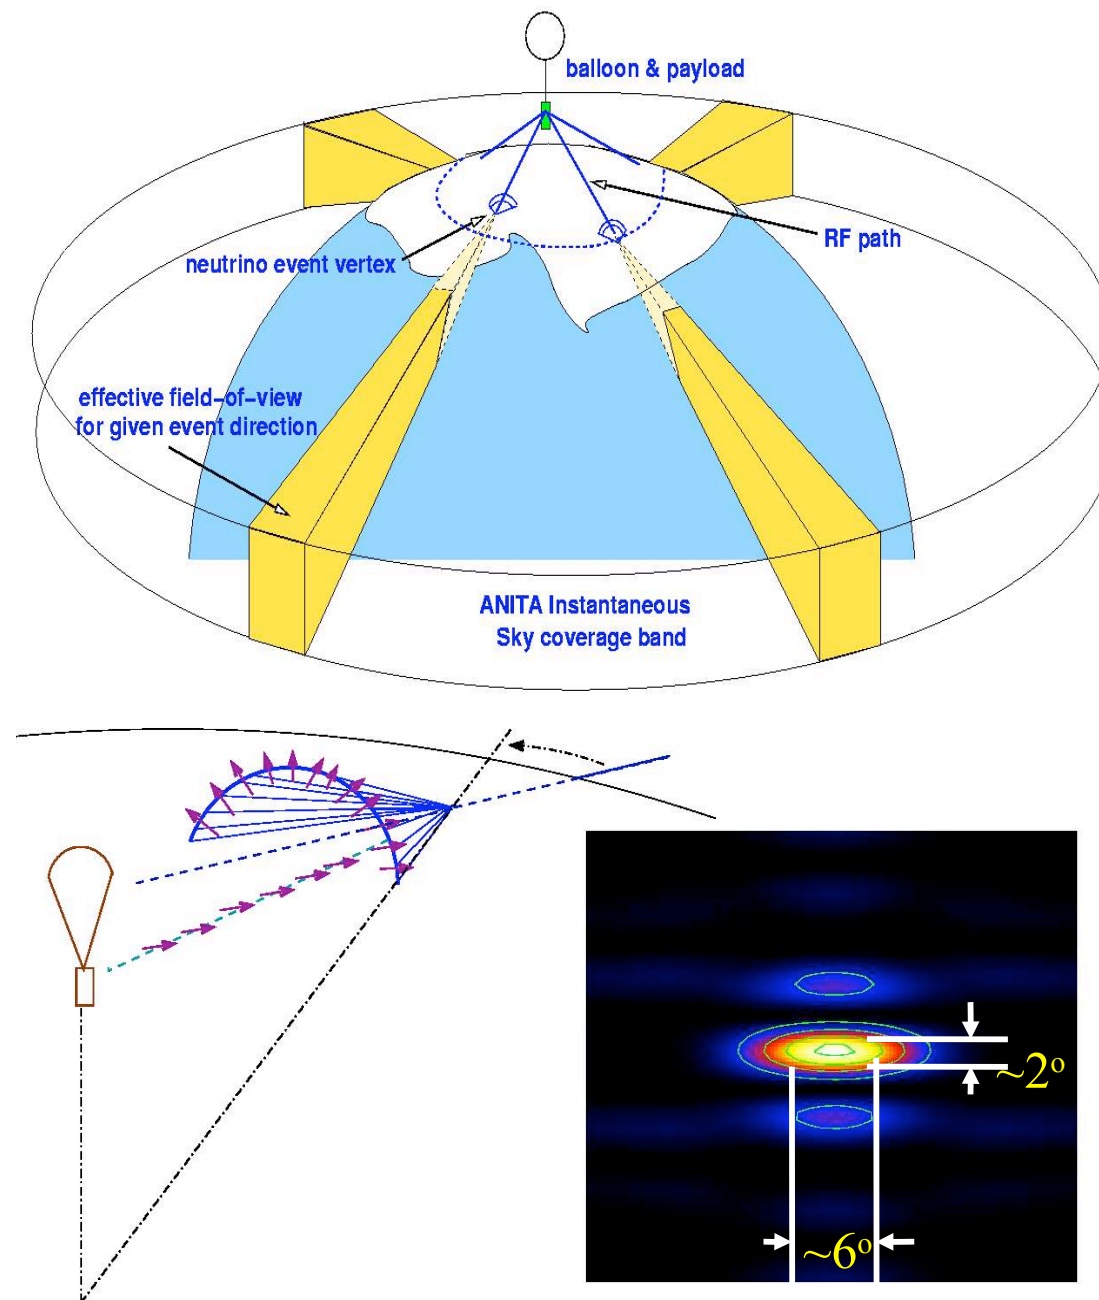 balloon & payload
RF path
neutrino event vertex
effective field-of-view
for given event direction
ANITA Instantaneous
Sky coverage band
~2°
~6°